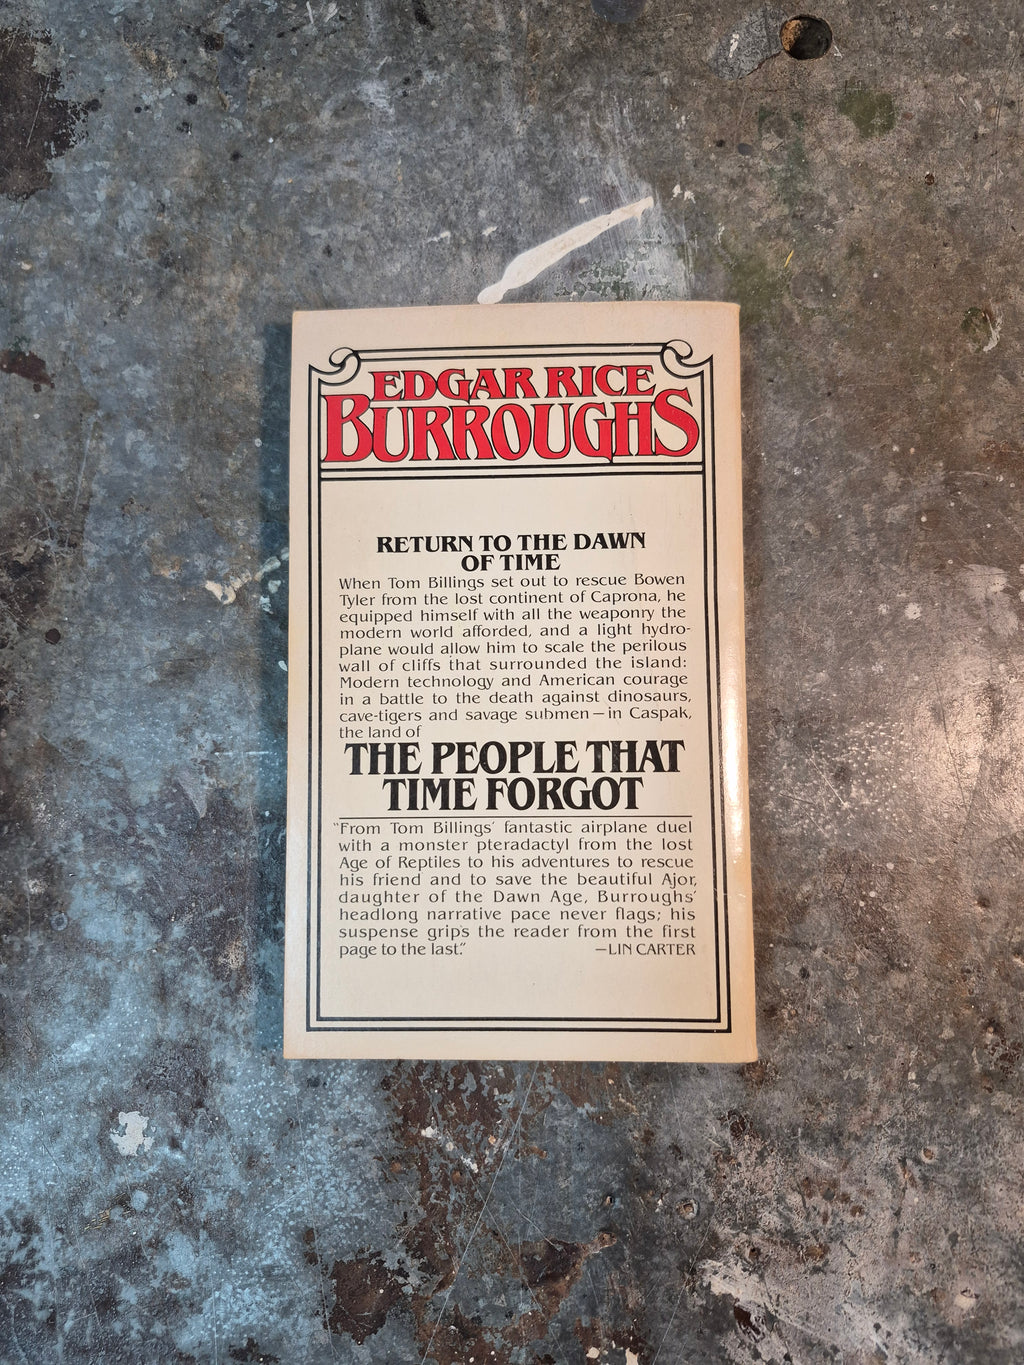 EDGAR RICE
BURROUGHS
RETURN TO THE DAWN
OF TIME
When Tom Billings set out to rescue Bowen
Tyler from the lost continent of Caprona, he
equipped himself with all the weaponry the
modern world afforded, and a light hydro-
plane would allow him to scale the perilous
wall of cliffs that surrounded the island:
Modern technology and American courage
in a battle to the death against dinosaurs,
cave-tigers and savage submen—in Caspak,
the land of
THE PEOPLE THAT
TIME FORGOT
"From Tom Billings' fantastic airplane duel
with a monster pteradactyl from the lost
Age of Reptiles to his adventures to rescue
his friend and to save the beautiful Ajor,
daughter of the Dawn Age, Burroughs'
headlong narrative pace never flags; his
suspense grips the reader from the first
page to the last." —LIN CARTER